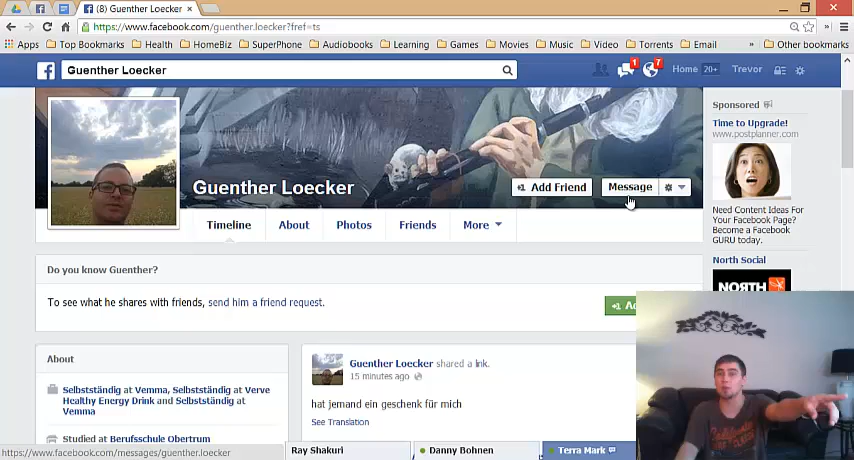 (8) Guenther Loecker
https://www.facebook.com/guenther.loecker?fref=ts
Apps Top Bookmarks Health HomeBiz SuperPhone Audiobooks Learning Games Movies Music Video Torrents Email » Other bookmarks
Guenther Loecker
1 7 Home 20+ Trevor
Guenther Loecker
+1 Add Friend Message
Timeline About Photos Friends More
Do you know Guenther?
To see what he shares with friends, send him a friend request.
+1
About
Selbstständig at Vemma, Selbstständig at Verve
Healthy Energy Drink and Selbstständig at
Vemma
Studied at Berufsschule Obertrum
Guenther Loecker shared a link.
15 minutes ago
hat jemand ein geschenk für mich
See Translation
Sponsored
Time to Upgrade!
www.postplanner.com
Need Content Ideas For
Your Facebook Page?
Become a Facebook
GURU today.
North Social
NORTH
https://www.facebook.com/messages/guenther.loecker
Ray Shakuri Danny Bohnen Terra Mark